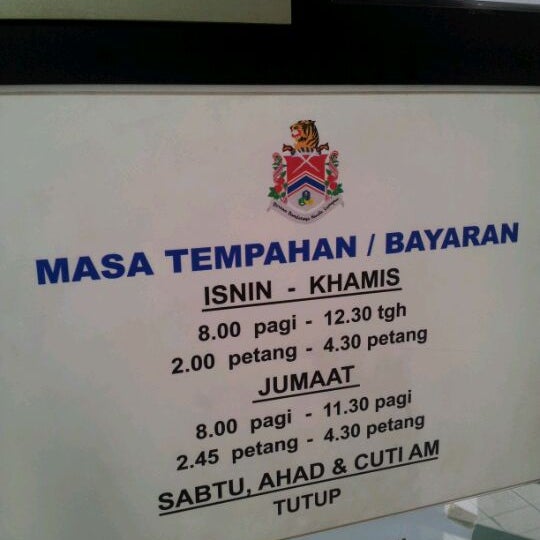 MASA TEMPAHAN / BAYARAN
ISNIN - KHAMIS
8.00 pagi - 12.30 tgh
2.00 petang - 4.30 petang
JUMAAT
8.00 pagi - 11.30 pagi
2.45 petang - 4.30 petang
SABTU, AHAD & CUTI AM
TUTUP